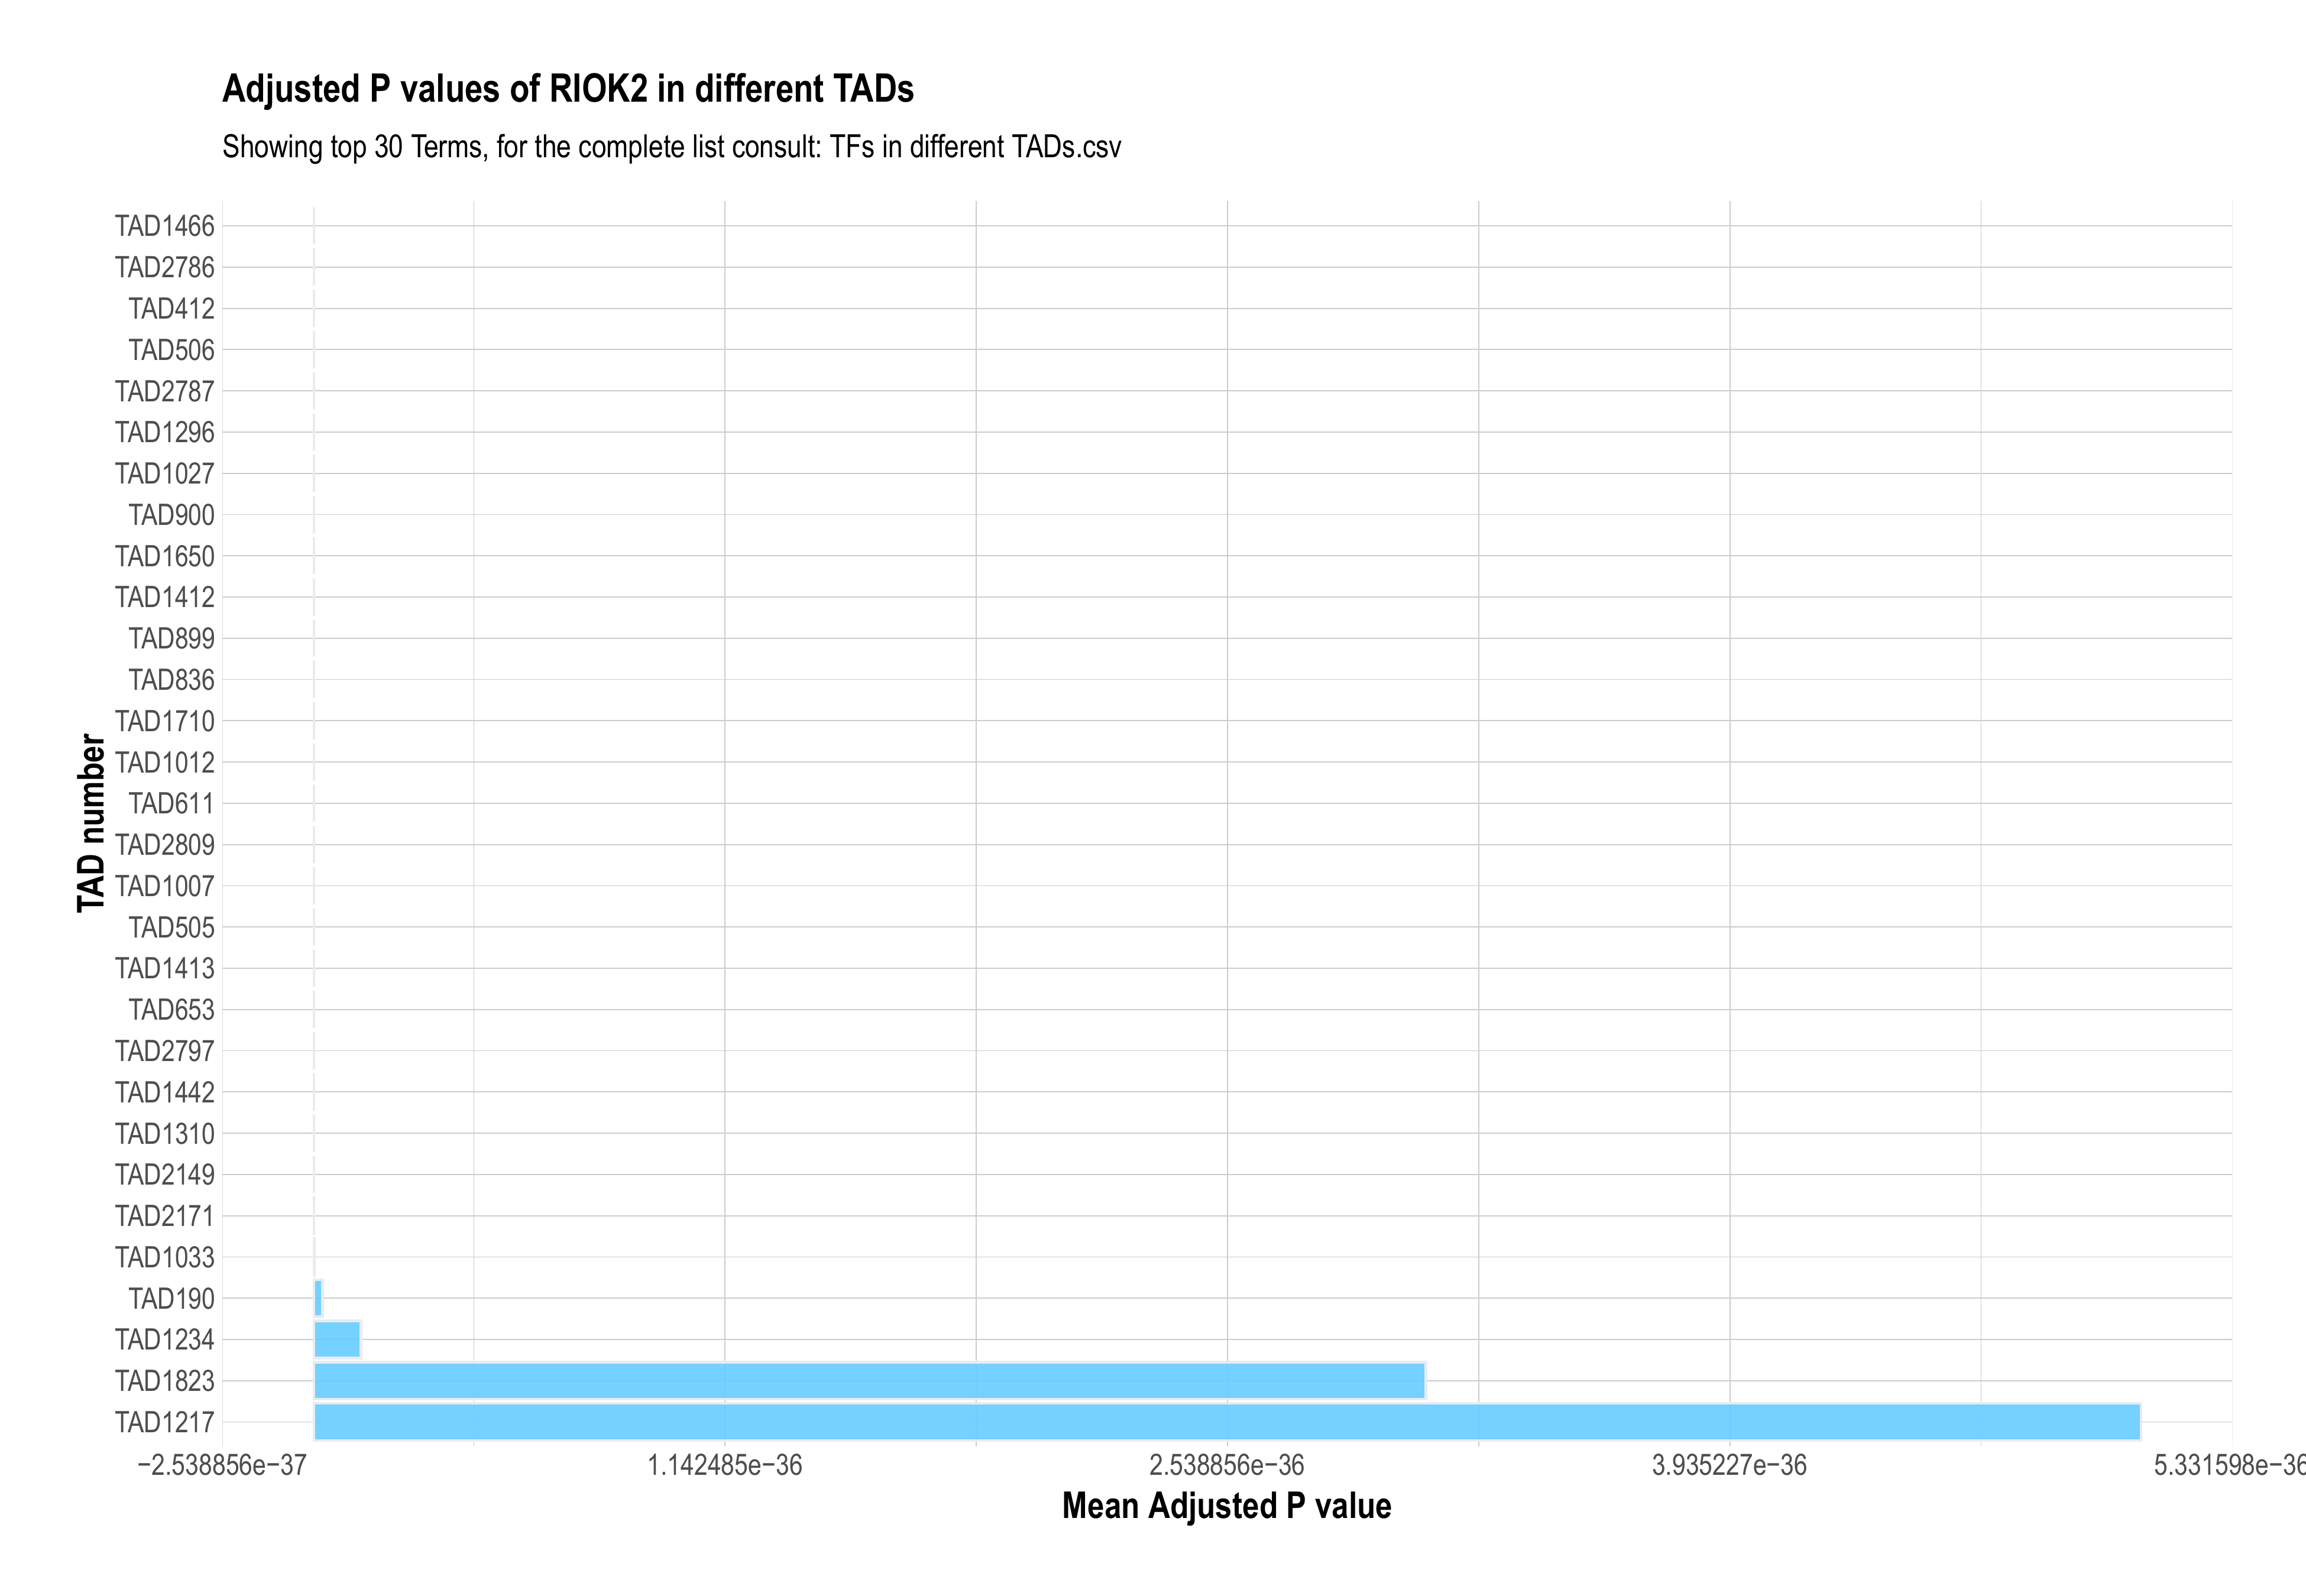 Adjusted P values of RIOK2 in different TADs
Showing top 30 Terms, for the complete list consult: TFs in different TADs.csv
TAD1466
TAD2786
TAD412
TAD506
TAD2787
TAD1296
TAD1027
TAD900
TAD1650
TAD1412
TAD899
TAD836
TAD1710
TAD1012
TAD611
TAD2809
TAD1007
TAD505
TAD1413
TAD653
TAD2797
TAD1442
TAD1310
TAD2149
TAD2171
TAD1033
TAD190
TAD1234
TAD1823
TAD1217
TAD number
−2.538856e−37 1.142485e−36 2.538856e−36 3.935227e−36 5.331598e−36
Mean Adjusted P value